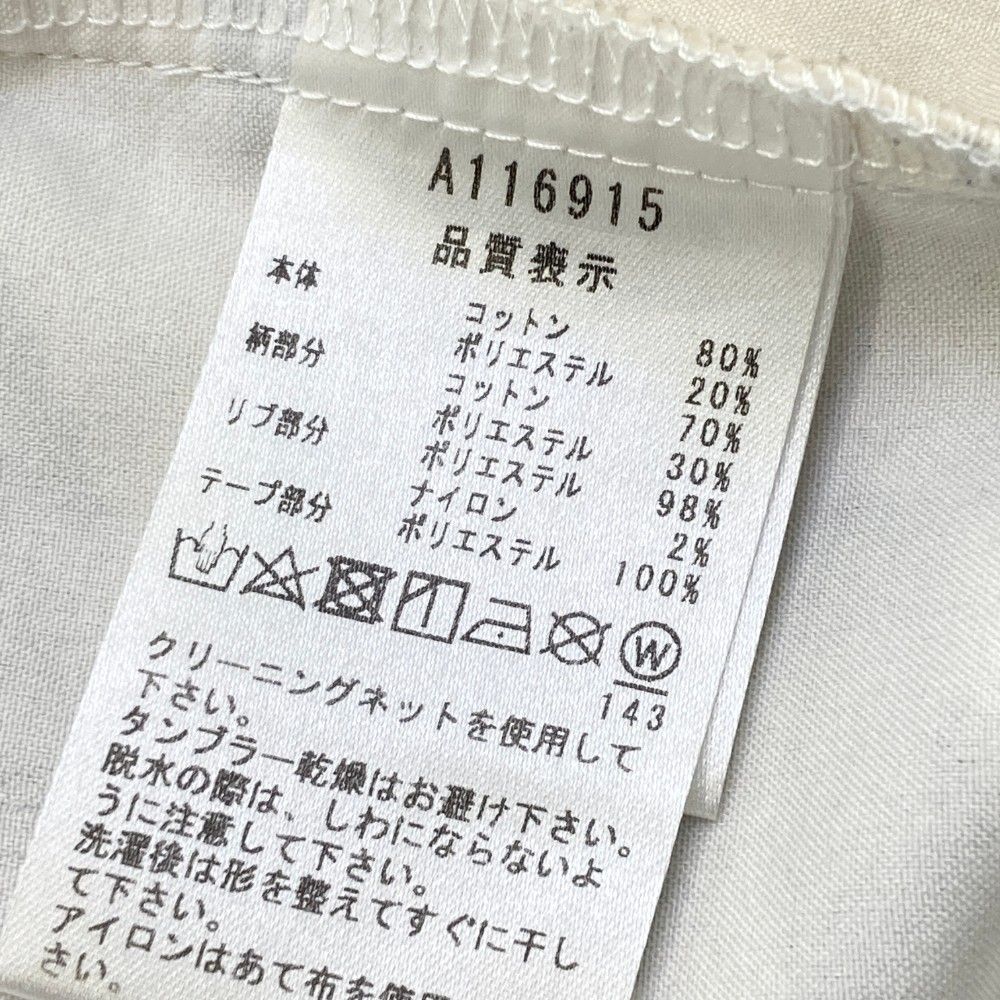 A116915
品質表示
本体 コットン 80%
ポリエステル 20%
柄部分 コットン 70%
ポリエステル 30%
リブ部分 ポリエステル 98%
ナイロン 2%
テープ部分 ポリエステル 100%
W
143
クリーニングネットを使用して
下さい。
タンブラー乾燥はお避け下さい。
脱水の際は、しわにならないよ
うに注意して下さい。
洗濯後は形を整えてすぐに干し
て下さい。
アイロンはあて布を使用
さい。